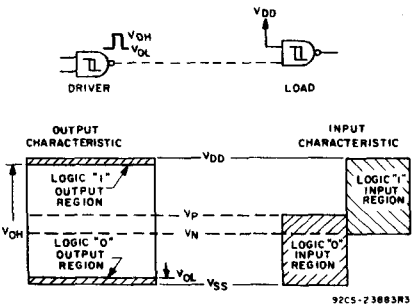 VDD
VOH
VOL
DRIVER
LOAD
OUTPUT
CHARACTERISTIC
INPUT
CHARACTERISTIC
VDD
LOGIC "1"
OUTPUT
REGION
LOGIC "1"
INPUT
REGION
VP
VOH
VN
LOGIC "0"
OUTPUT
REGION
LOGIC "0"
INPUT
REGION
VOL
VSS
92CS-23883R3